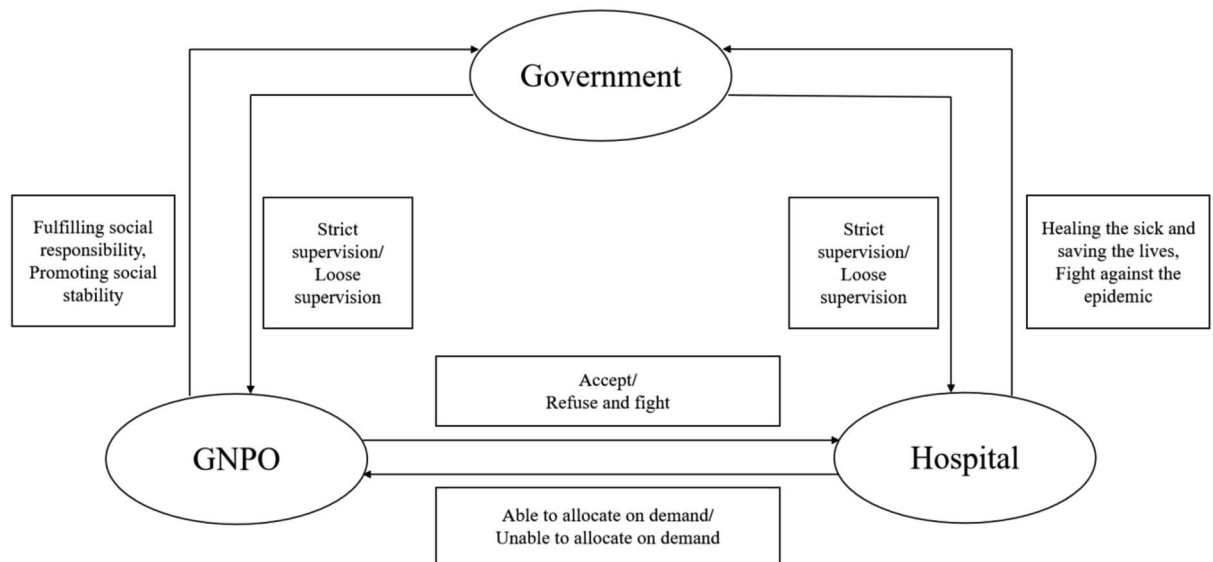 Government
Fulfilling social
responsibility,
Promoting social
stability
Strict
supervision/
Loose
supervision
Strict
supervision/
Loose
supervision
Healing the sick and
saving the lives,
Fight against the
epidemic
Accept/
Refuse and fight
GNPO
Hospital
Able to allocate on demand/
Unable to allocate on demand